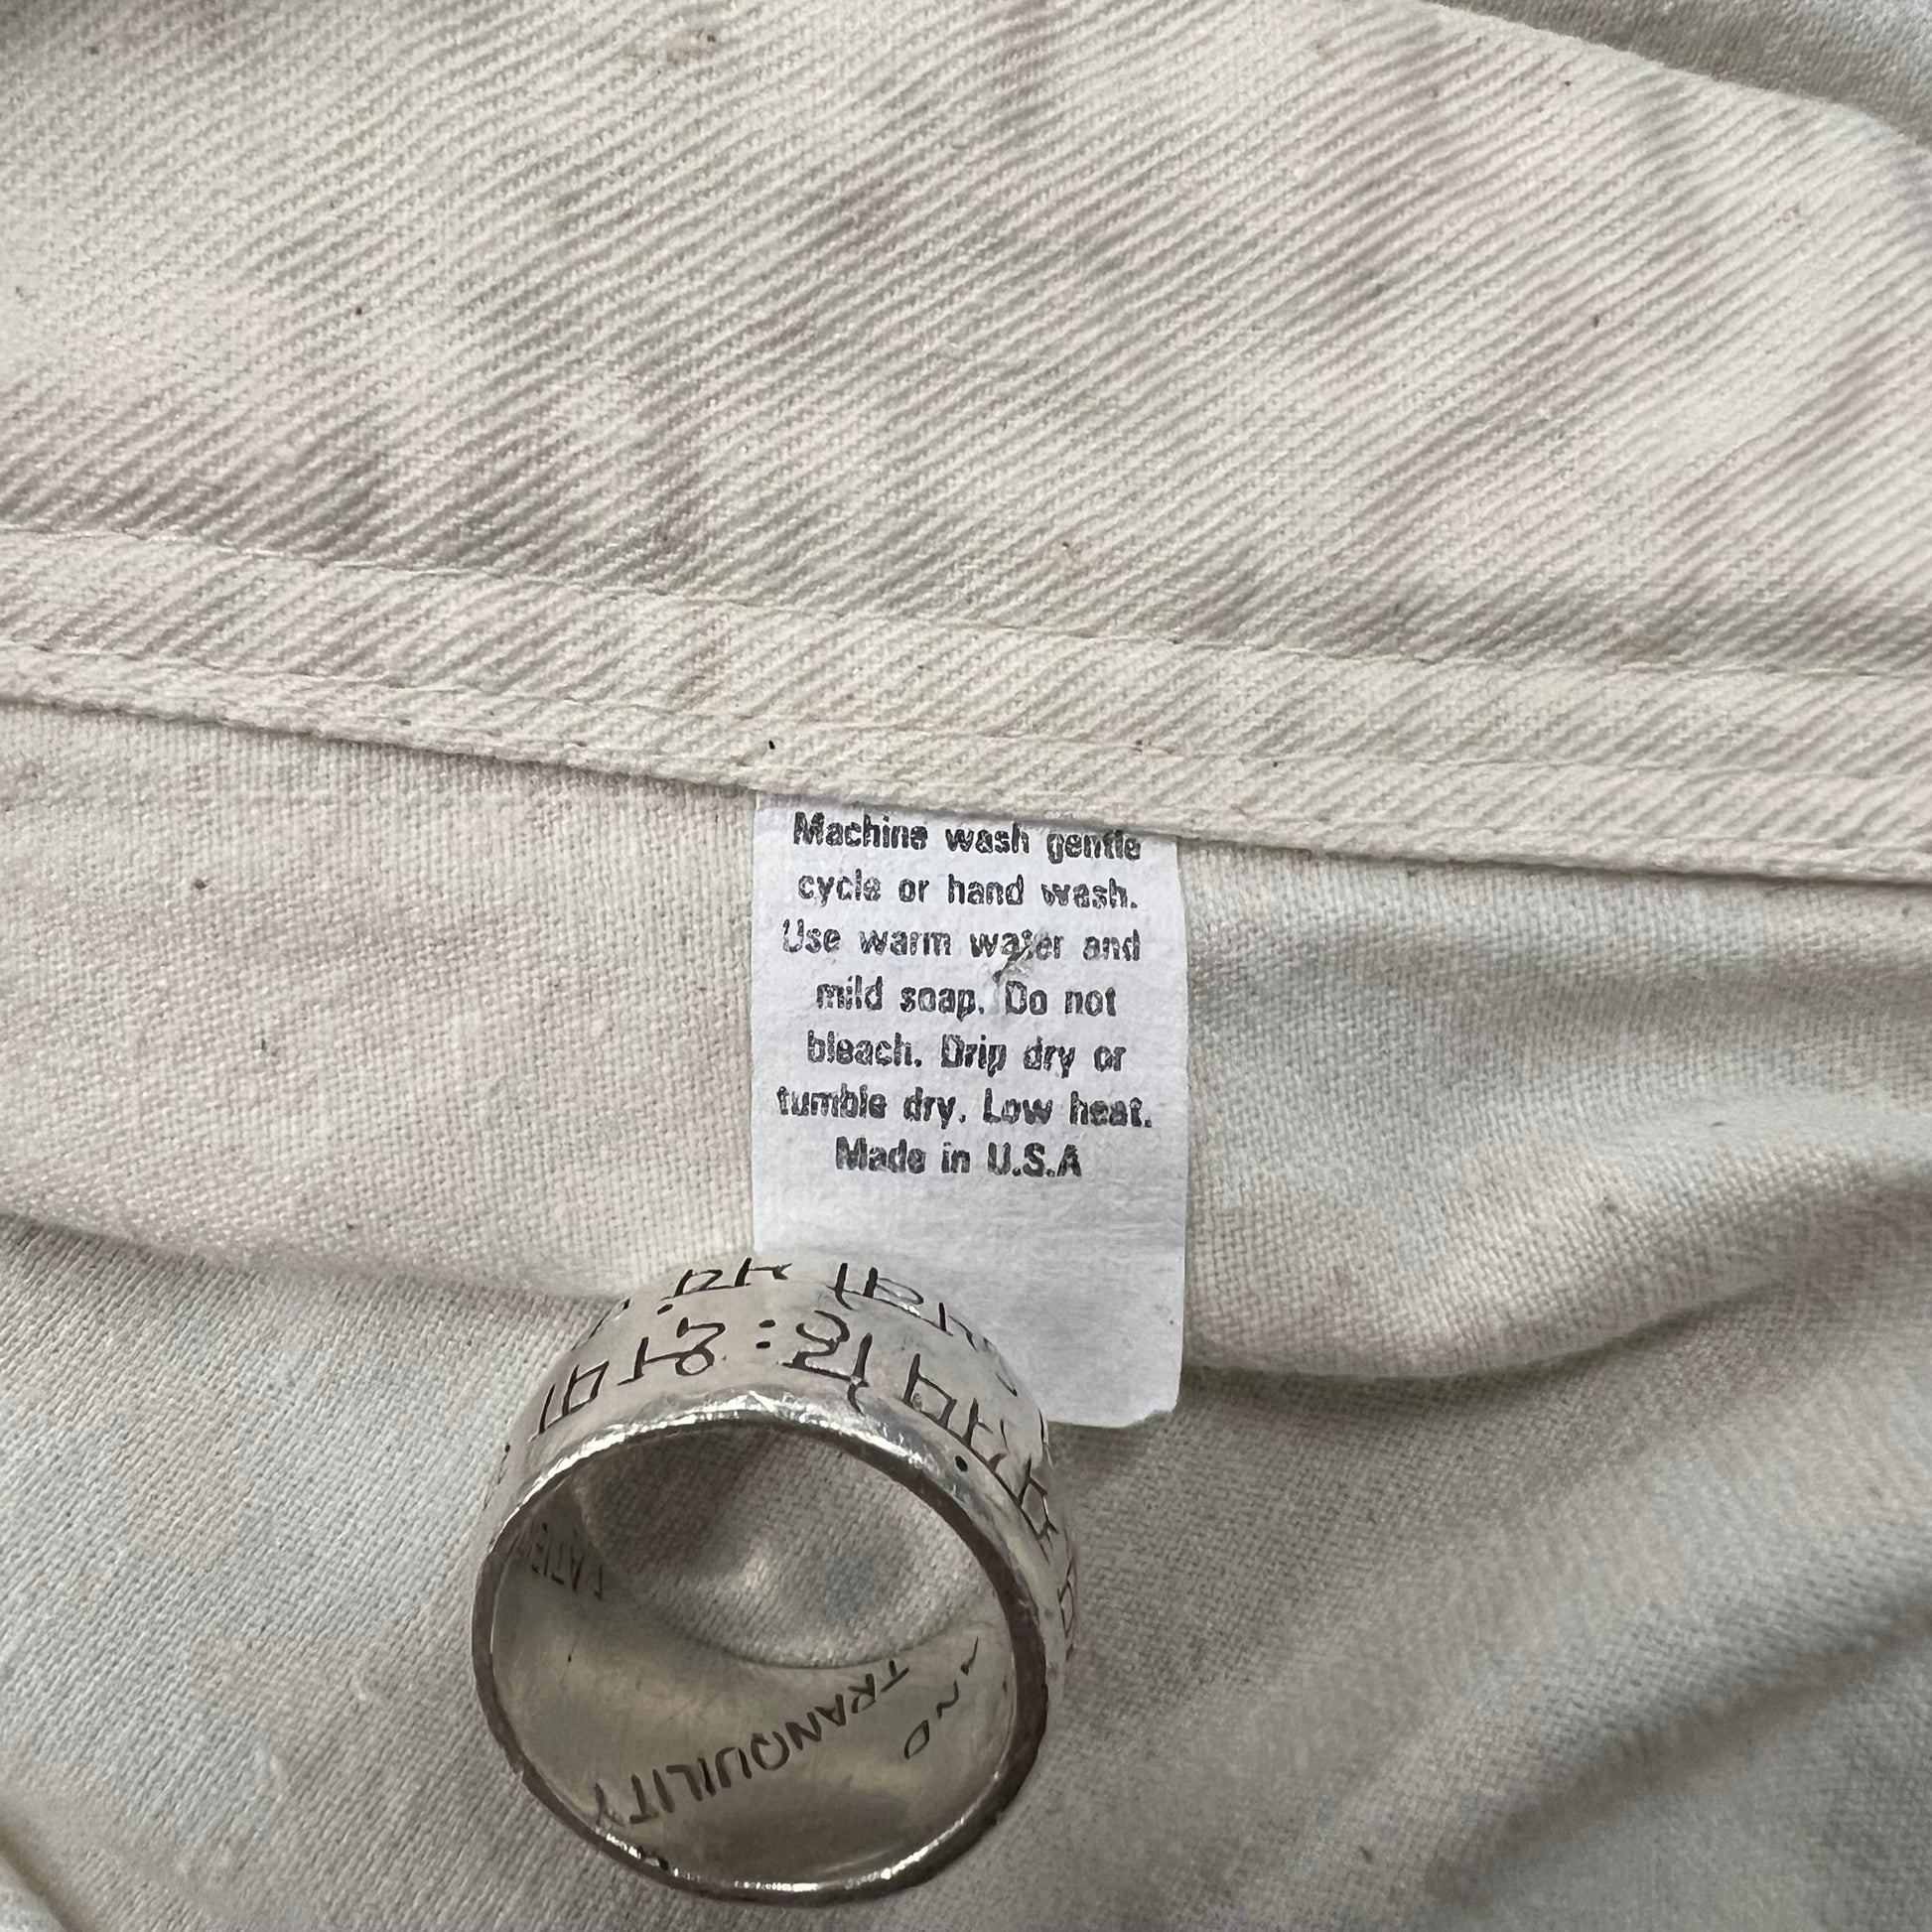 Machine wash gentle
cycle or hand wash.
Use warm water and
mild soap. Do not
bleach. Drip dry or
tumble dry. Low heat.
Made in U.S.A
AND
TRANQUILITY